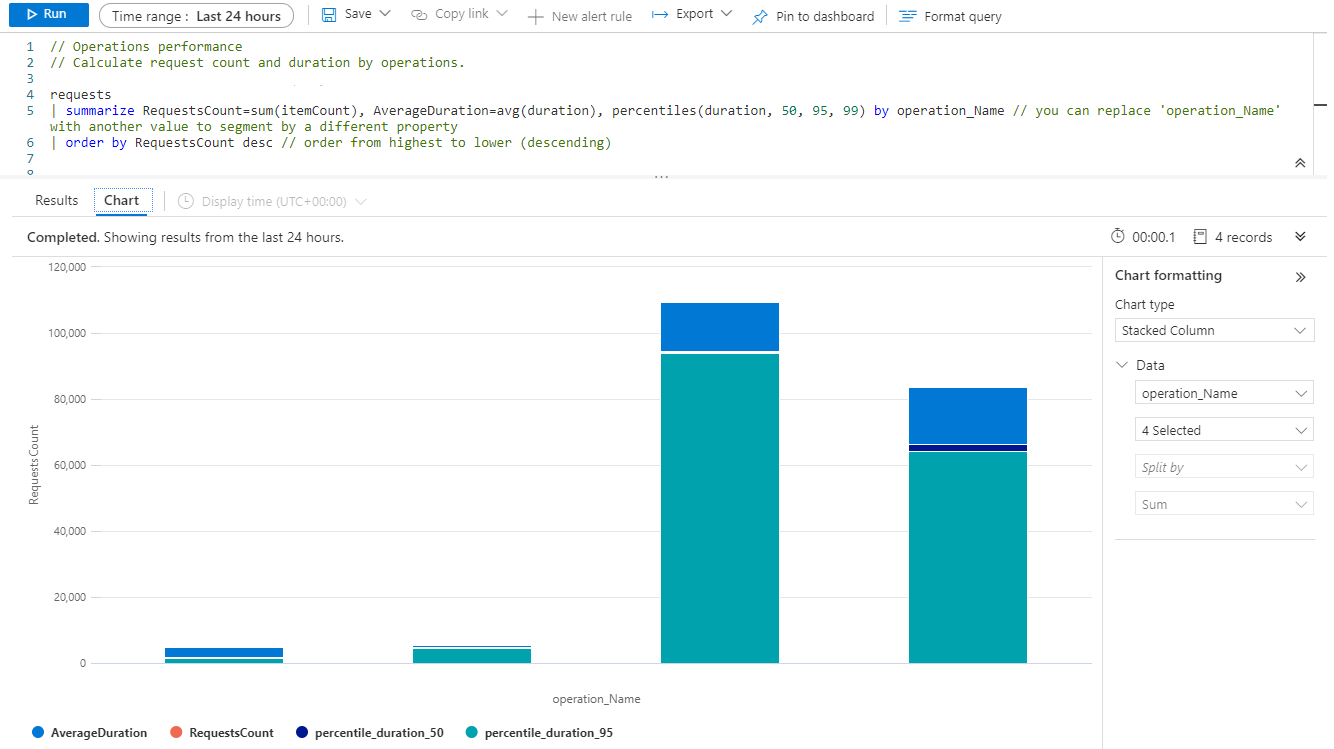 Run
Time range : Last 24 hours
Save
Copy link
New alert rule
Export
Pin to dashboard
Format query
1 // Operations performance
2 // Calculate request count and duration by operations.
3
4 requests
5 | summarize RequestsCount=sum(itemCount), AverageDuration=avg(duration), percentiles(duration, 50, 95, 99) by operation_Name // you can replace 'operation_Name'
with another value to segment by a different property
6 | order by RequestsCount desc // order from highest to lower (descending)
7
...
Results
Chart
Display time (UTC+00:00)
Completed. Showing results from the last 24 hours.
00:00.1
4 records
120,000
100,000
80,000
60,000
40,000
20,000
0
RequestsCount
operation_Name
AverageDuration
RequestsCount
percentile_duration_50
percentile_duration_95
Chart formatting
Chart type
Stacked Column
Data
operation_Name
4 Selected
Split by
Sum